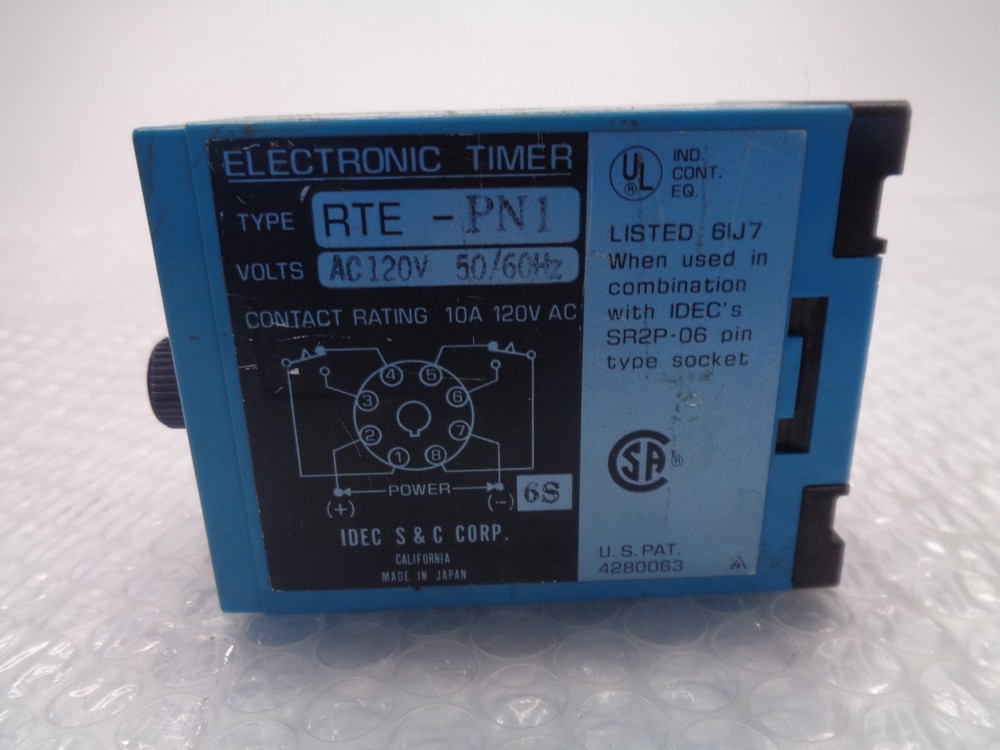 ELECTRONIC TIMER
TYPE RTE - PN1
VOLTS AC120V 50/60Hz
CONTACT RATING 10A 120V AC
4 5
3 6
2 7
1 8
POWER
(+) (-) 6S
IDEC S & C CORP.
CALIFORNIA
MADE IN JAPAN
UL ® IND.
CONT.
EQ.
LISTED 61J7
When used in
combination
with IDEC's
SR2P-06 pin
type socket
SA ®
U.S. PAT.
4280063